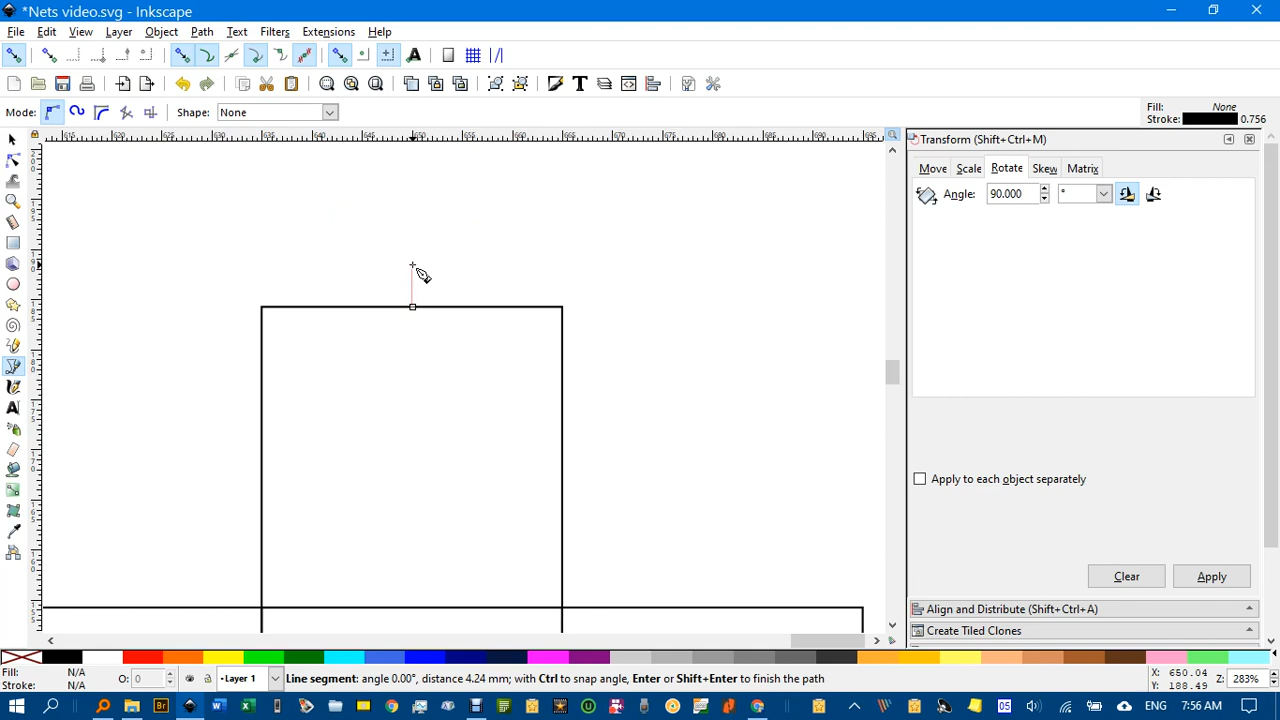 *Nets video.svg - Inkscape
File Edit View Layer Object Path Text Filters Extensions Help
Mode: Shape: None
Fill: None
Stroke: 0.756
Transform (Shift+Ctrl+M)
Move Scale Rotate Skew Matrix
Angle: 90.000 °
Apply to each object separately
Clear Apply
Align and Distribute (Shift+Ctrl+A)
Create Tiled Clones
Fill: N/A
Stroke: N/A
O: 0
Layer 1
Line segment: angle 0.00°, distance 4.24 mm; with Ctrl to snap angle, Enter or Shift+Enter to finish the path
X: 650.04
Y: 188.49
Z: 283%
05 ENG 7:56 AM